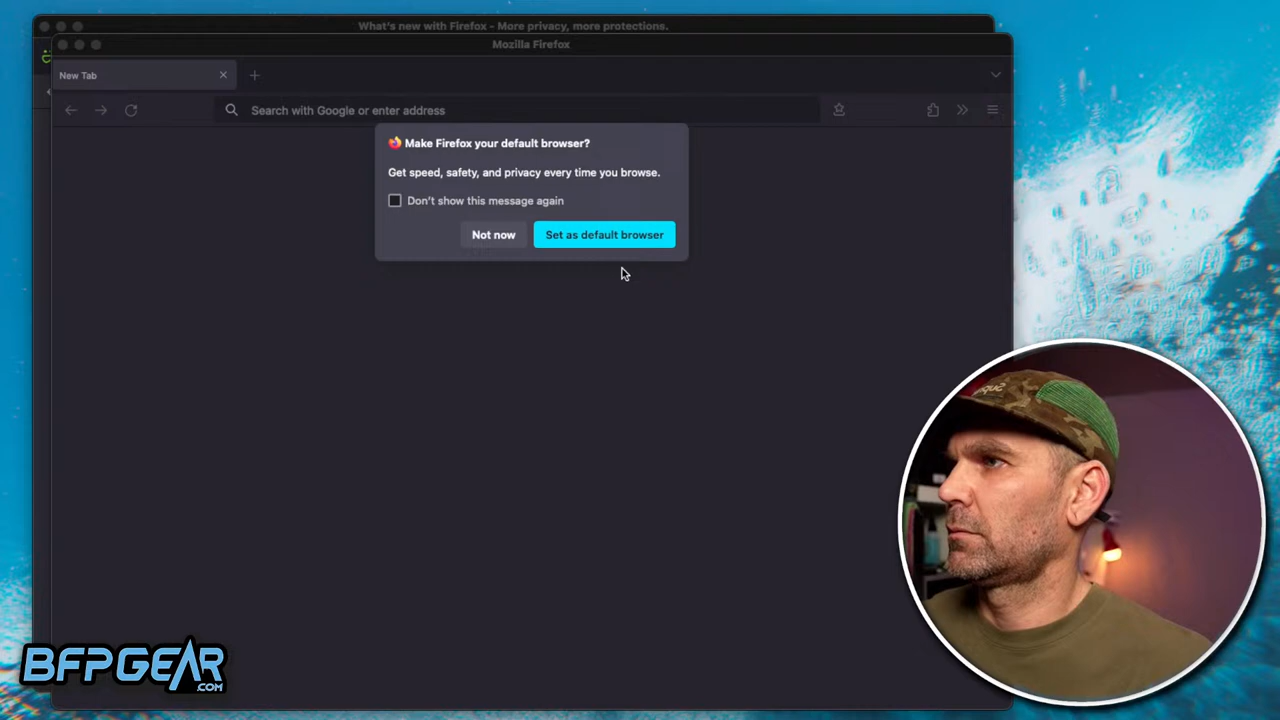 What's new with Firefox - More privacy, more protections.
Mozilla Firefox
New Tab
Search with Google or enter address
Make Firefox your default browser?
Get speed, safety, and privacy every time you browse.
Don't show this message again
Not now
Set as default browser
BFPGEAR
.COM